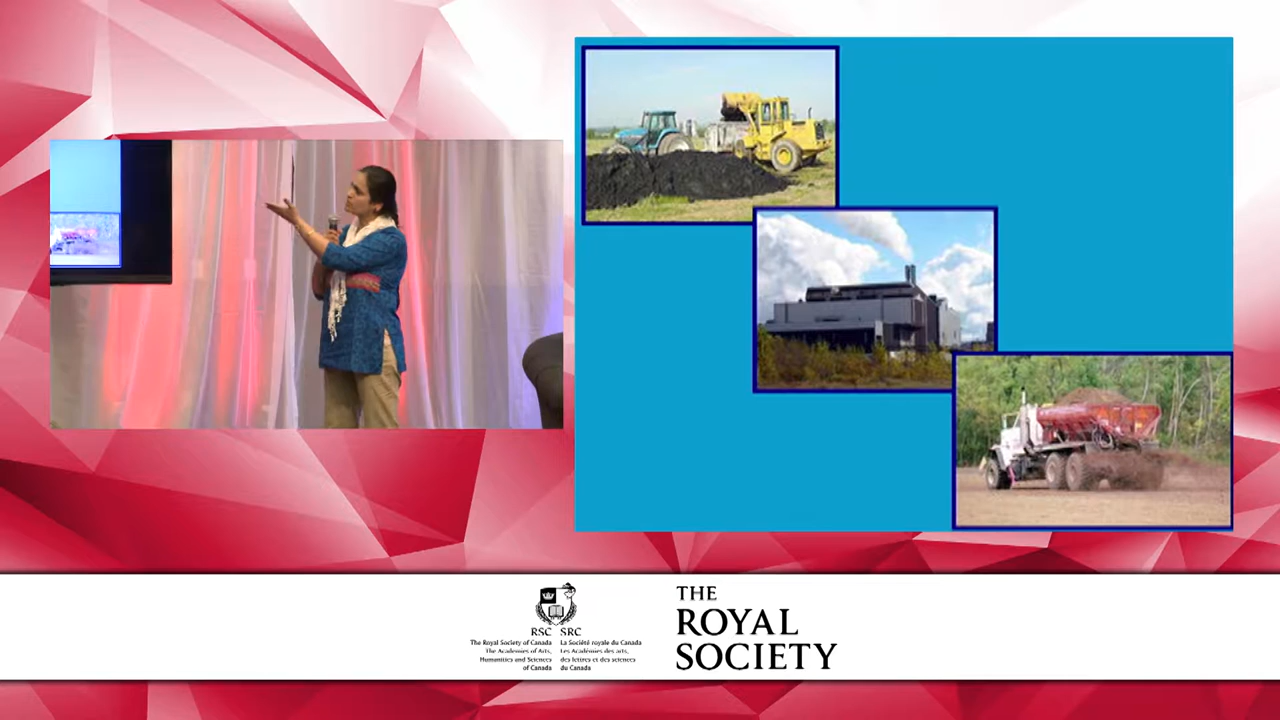 RSC SRC
The Royal Society of Canada
The Academies of Arts,
Humanities and Sciences
of Canada
La Société royale du Canada
Les Académies des arts,
des lettres et des sciences
du Canada
THE
ROYAL
SOCIETY